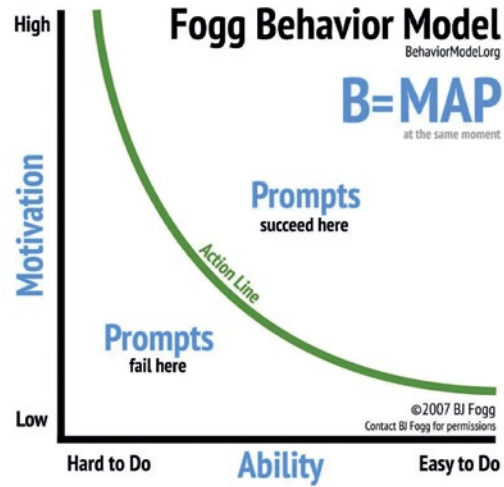 High
Fogg Behavior Model
BehaviorModel.org
B=MAP
at the same moment
Motivation
Prompts
succeed here
Action Line
Prompts
fail here
Low
©2007 BJ Fogg
Contact BJ Fogg for permissions
Hard to Do
Ability
Easy to Do